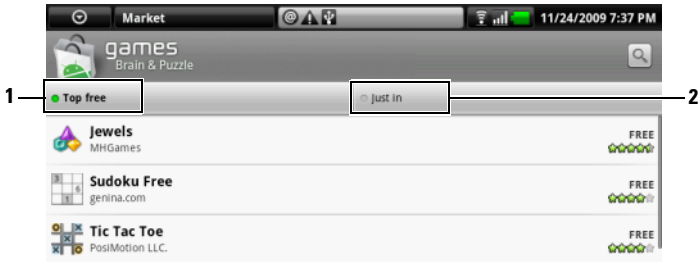 Market @ 11/24/2009 7:37 PM
games
Brain & Puzzle
1 Top free Just in 2
Jewels FREE
MHGames
Sudoku Free FREE
genina.com
Tic Tac Toe FREE
PosiMotion LLC.